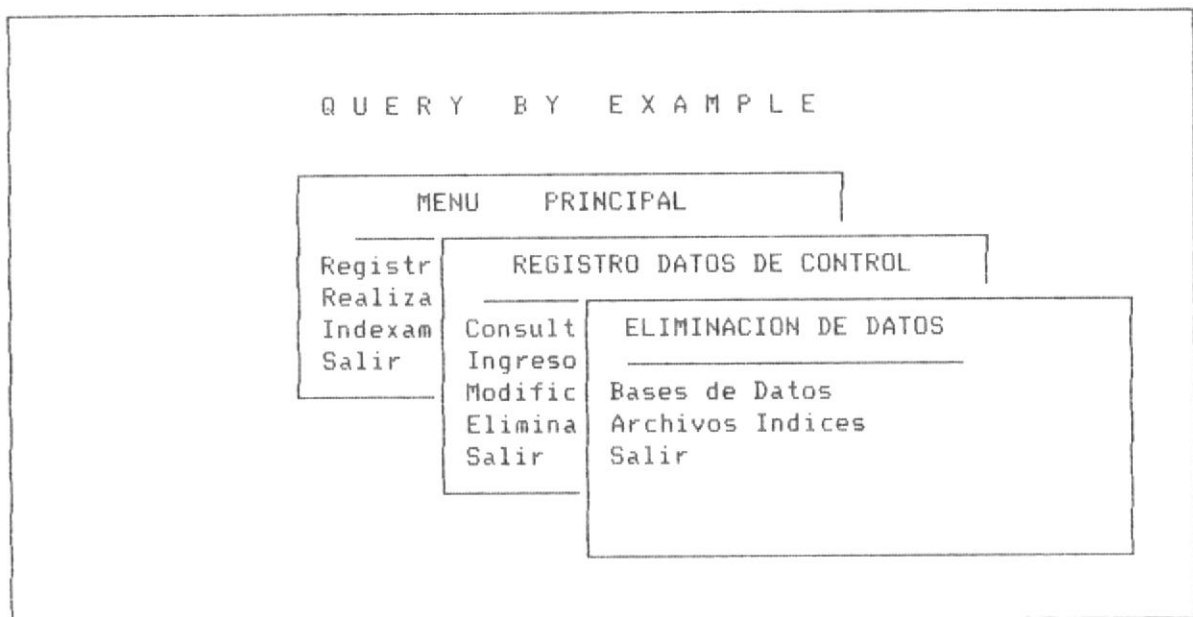 QUERY BY EXAMPLE
MENU PRINCIPAL
REGISTRO DATOS DE CONTROL
ELIMINACION DE DATOS
Registr
Realiza
Indexam
Salir
Consult
Ingreso
Modific
Elimina
Salir
Bases de Datos
Archivos Indices
Salir